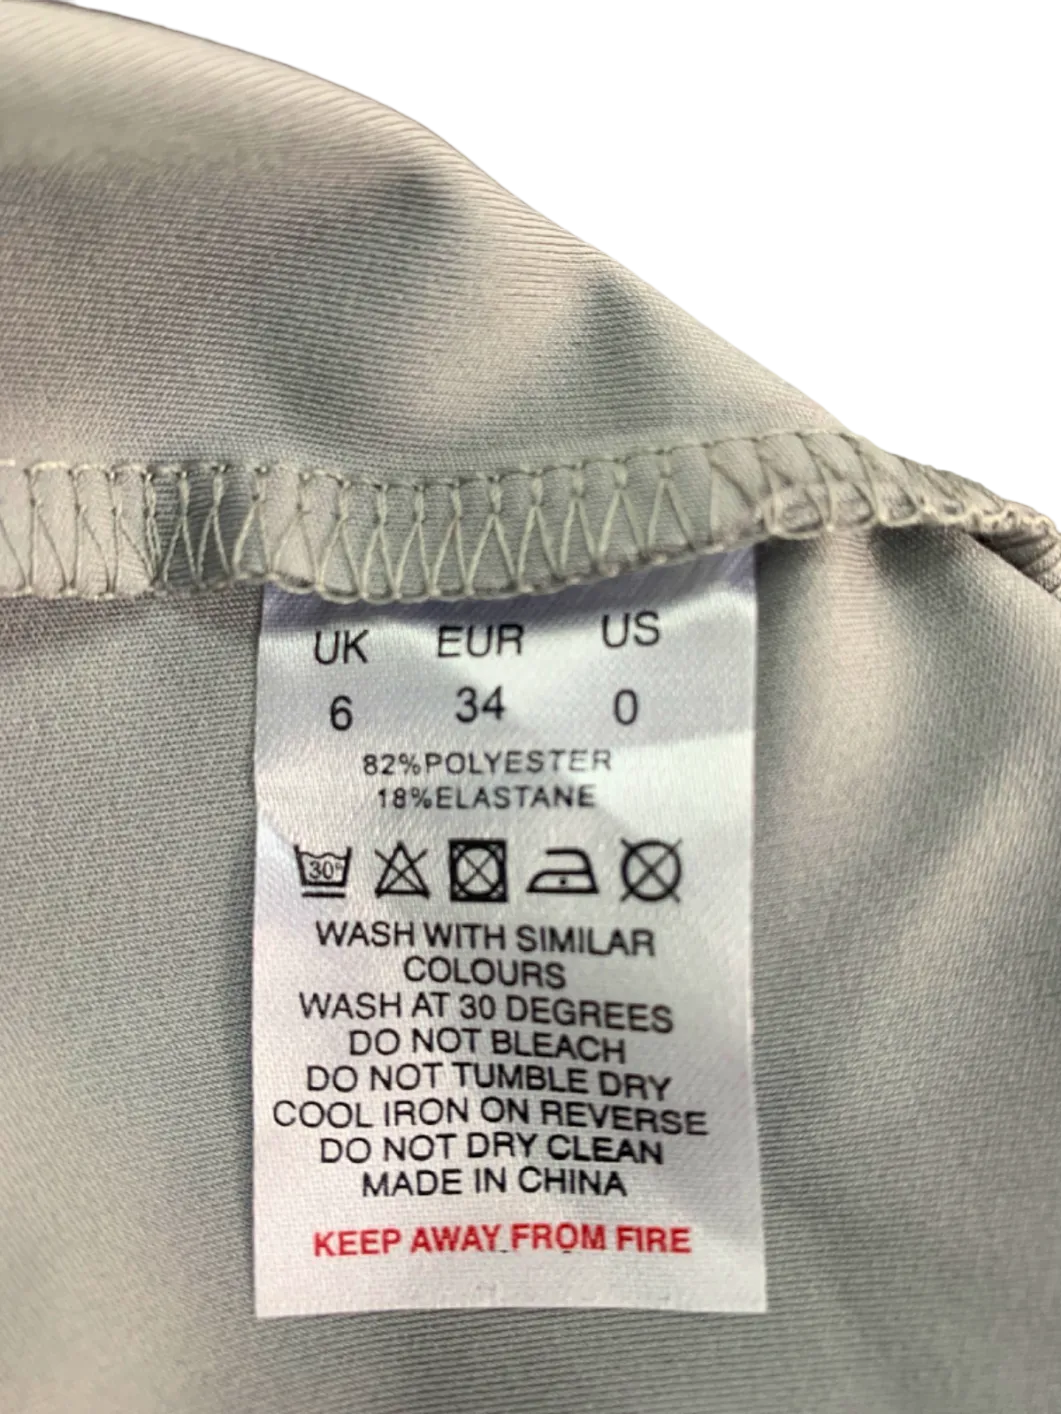 UK EUR US
6 34 0
82%POLYESTER
18%ELASTANE
30°
WASH WITH SIMILAR
COLOURS
WASH AT 30 DEGREES
DO NOT BLEACH
DO NOT TUMBLE DRY
COOL IRON ON REVERSE
DO NOT DRY CLEAN
MADE IN CHINA
KEEP AWAY FROM FIRE